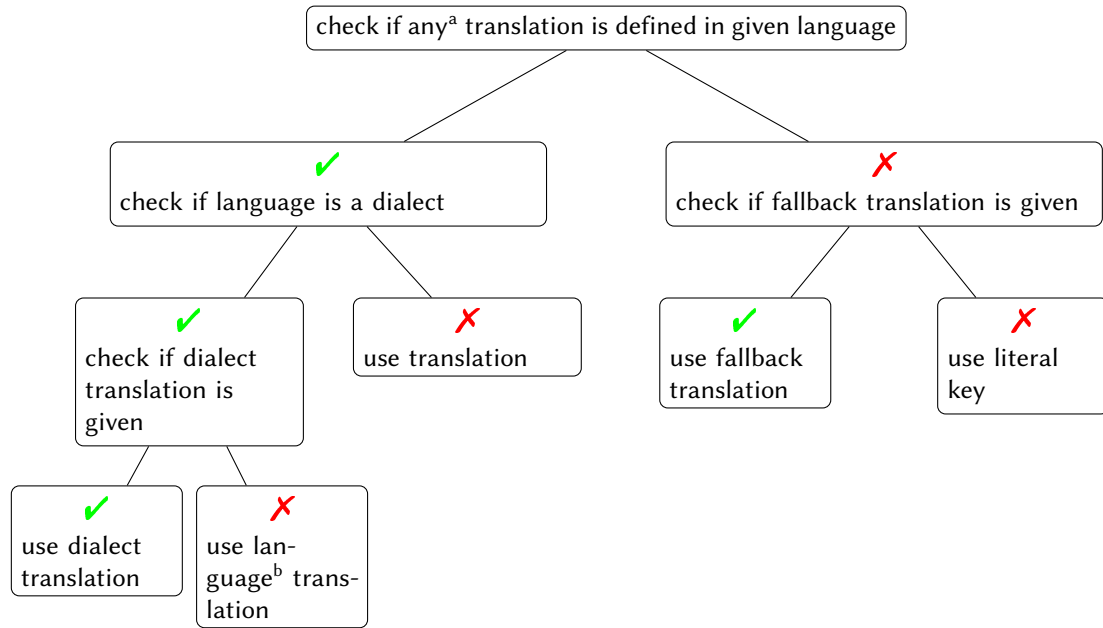 check if anyᵃ translation is defined in given language
✓
check if language is a dialect
✗
check if fallback translation is given
✓
check if dialect
translation is
given
✗
use translation
✓
use fallback
translation
✗
use literal
key
✓
use dialect
translation
✗
use lan-
guageᵇ trans-
lation